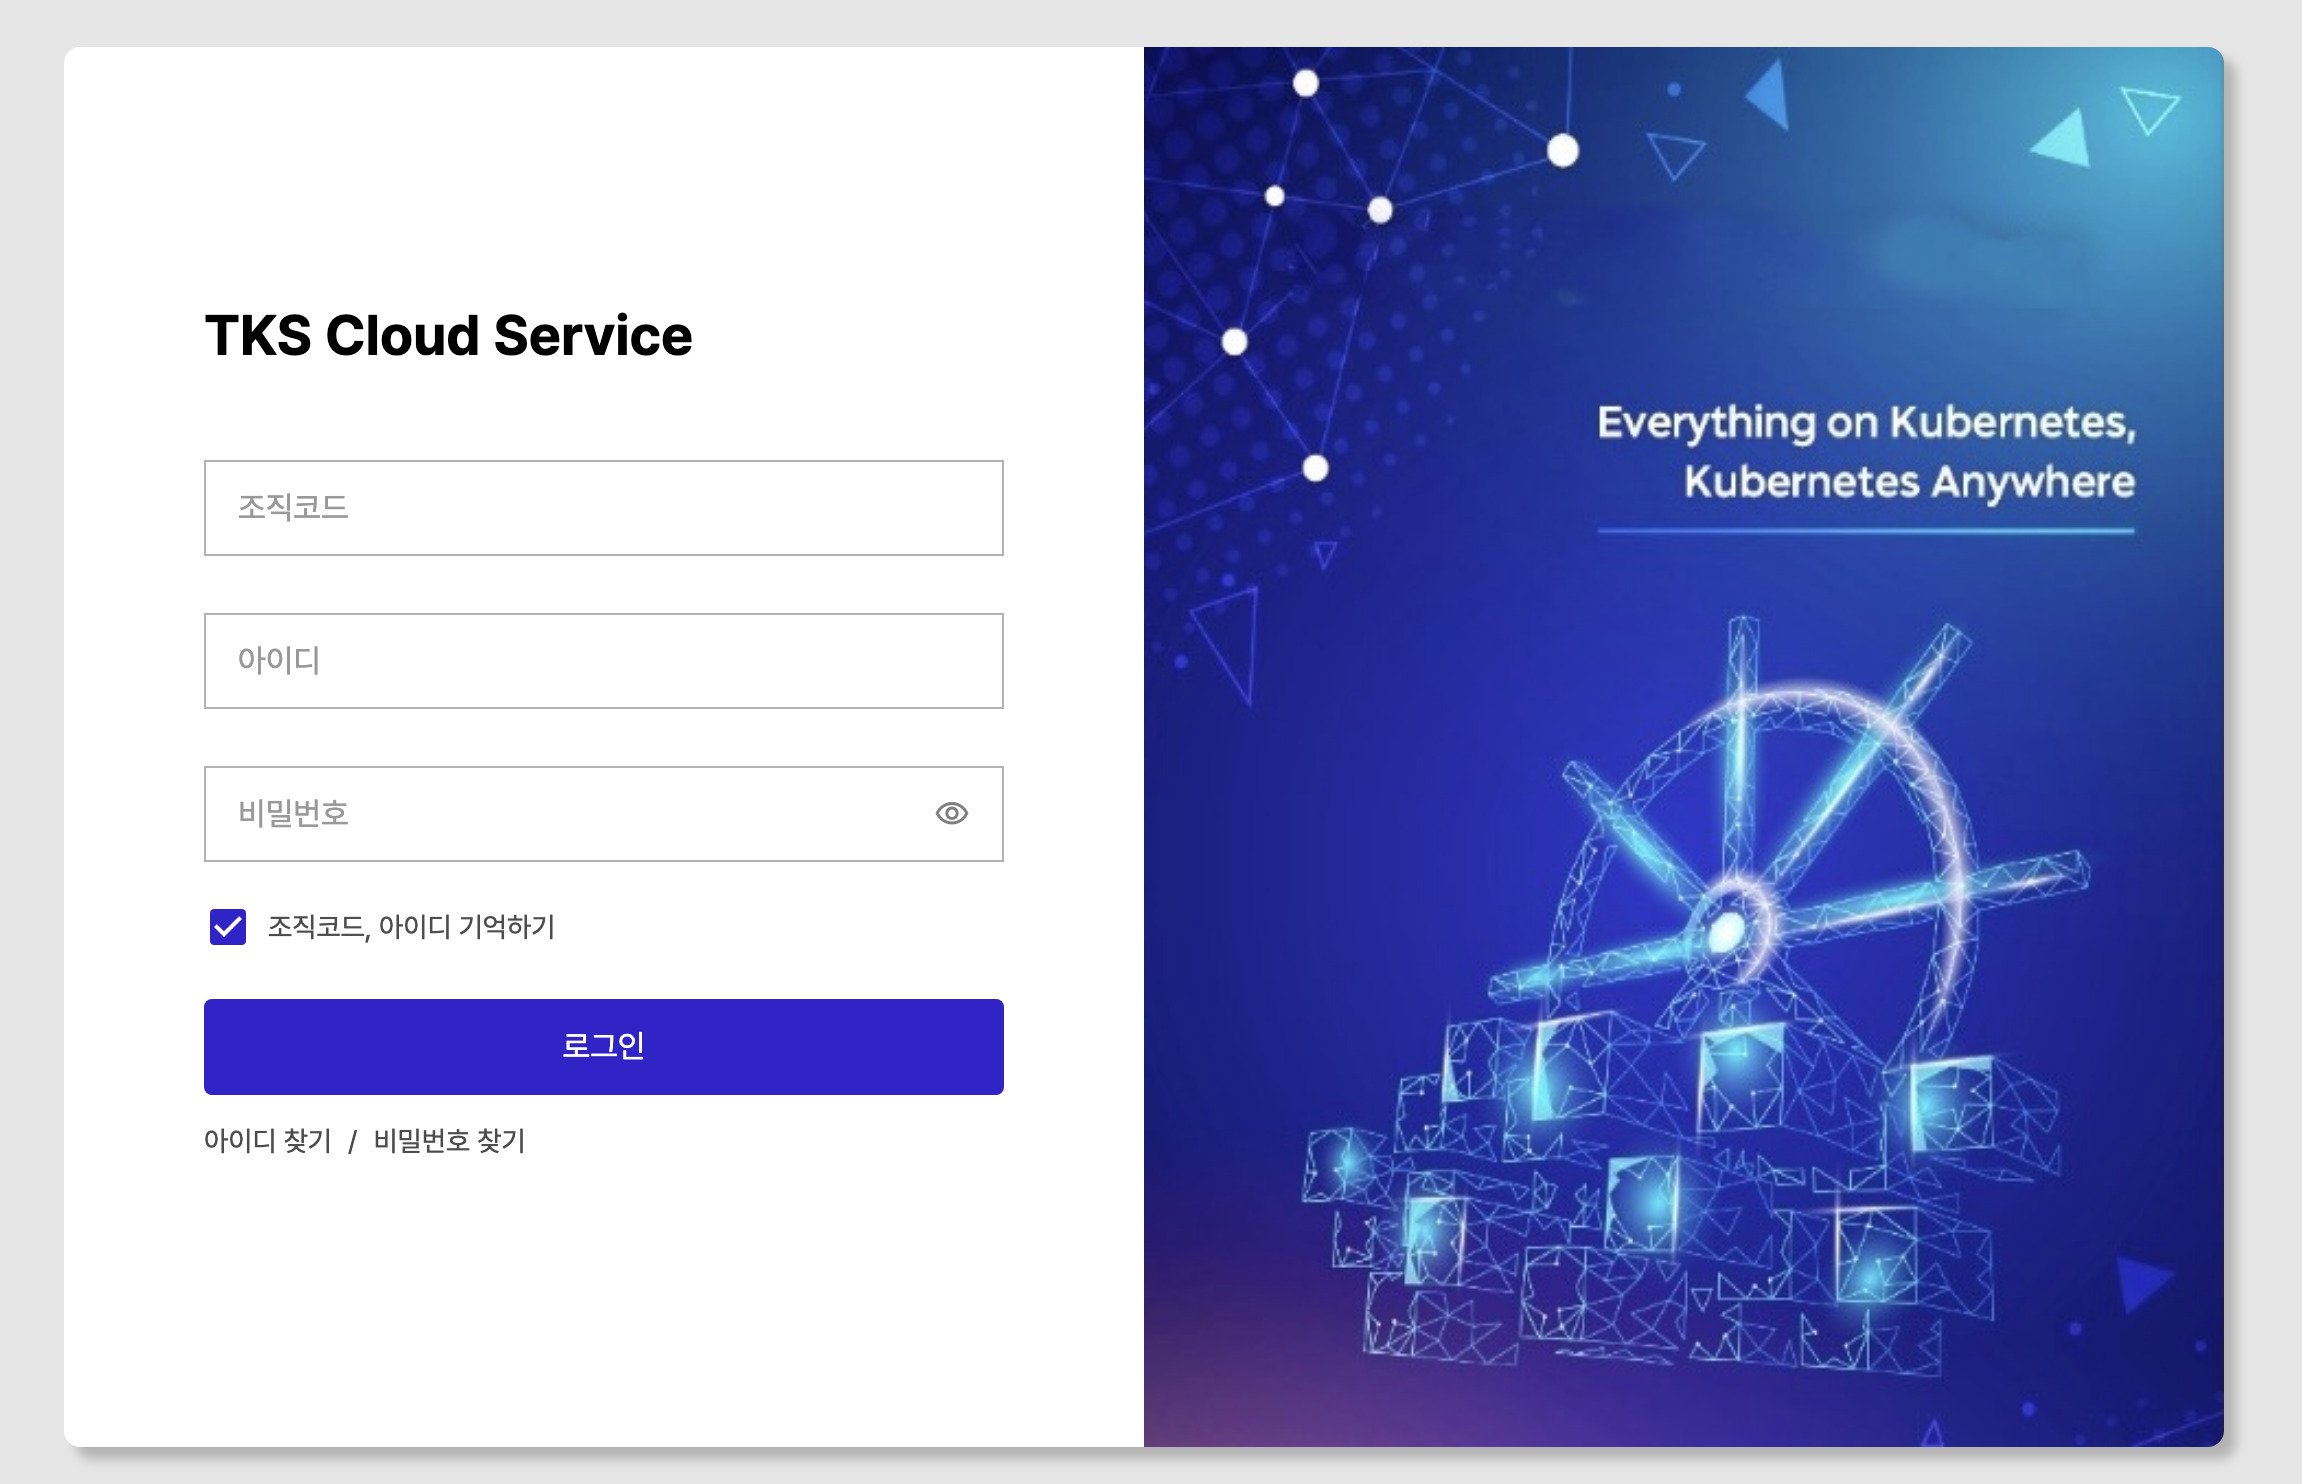 TKS Cloud Service
조직코드
아이디
비밀번호
조직코드, 아이디 기억하기
로그인
아이디 찾기 / 비밀번호 찾기
Everything on Kubernetes,
Kubernetes Anywhere